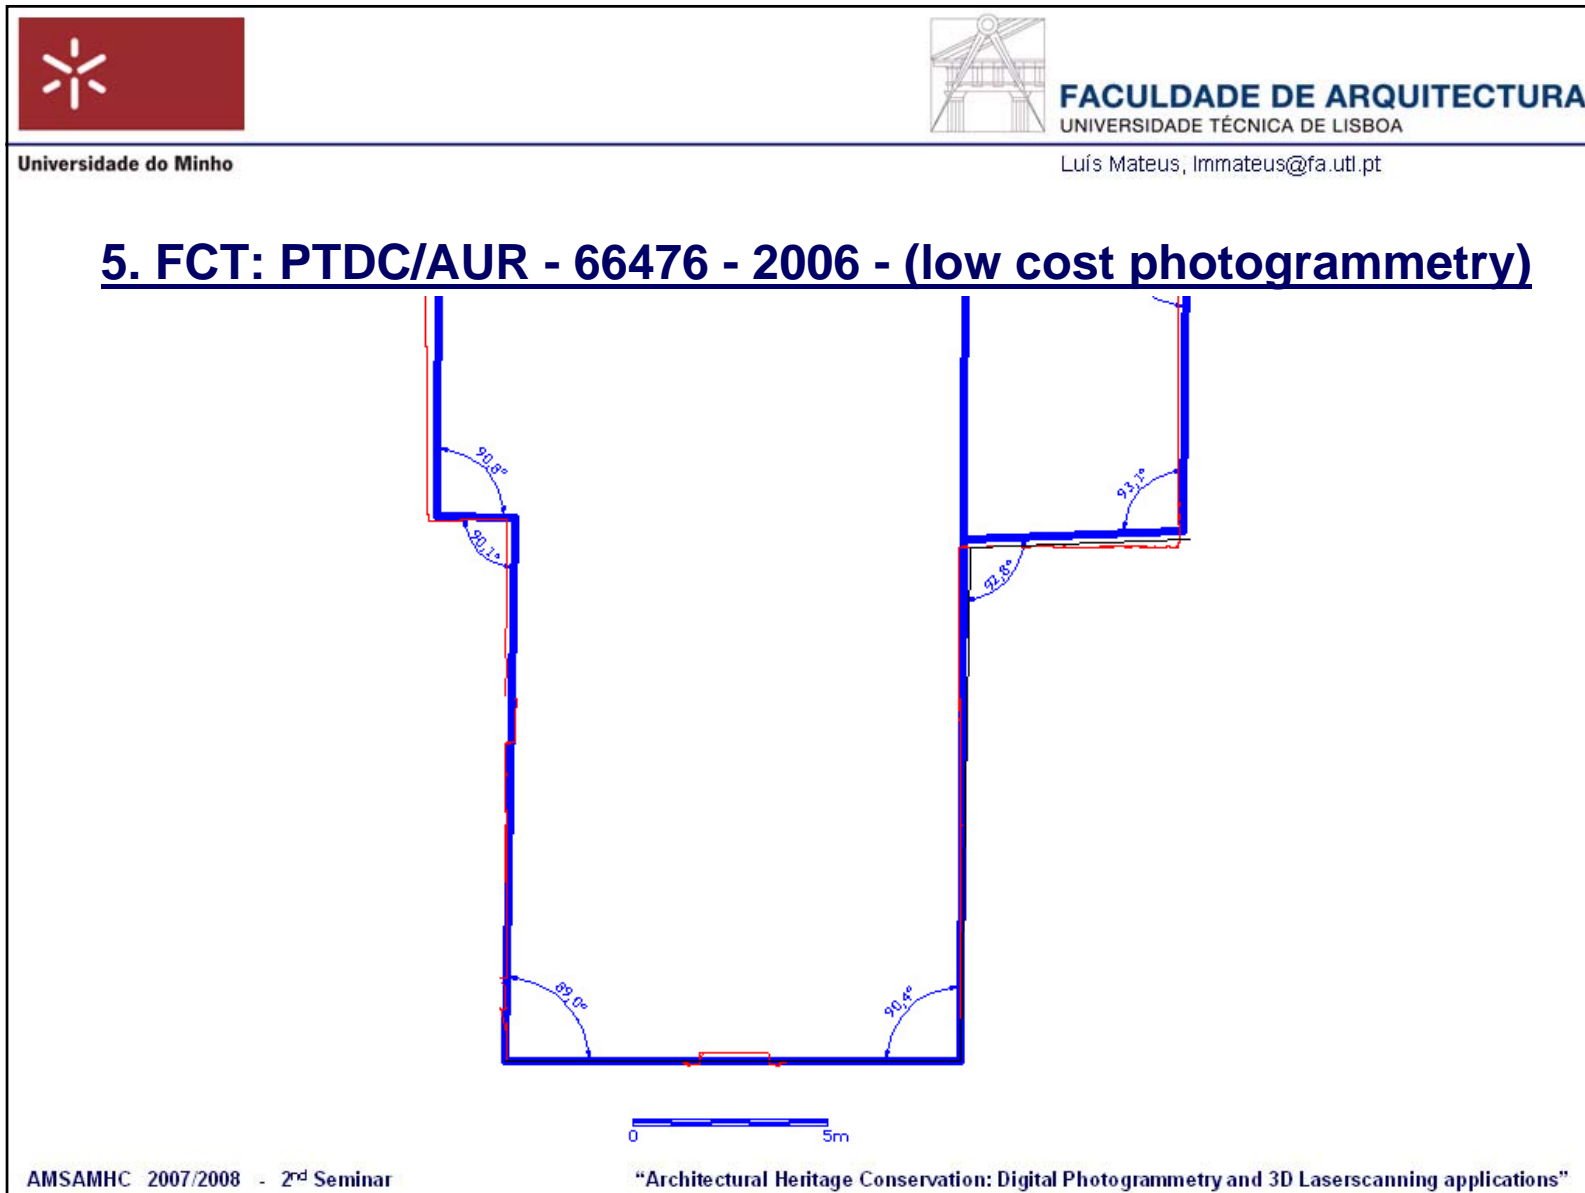 FACULDADE DE ARQUITECTURA
UNIVERSIDADE TÉCNICA DE LISBOA
Universidade do Minho
Luís Mateus, lmmateus@fa.utl.pt
5. FCT: PTDC/AUR - 66476 - 2006 - (low cost photogrammetry)
90,8°
93,1°
90,1°
92,8°
89,0°
90,4°
0 5m
AMSAMHC 2007/2008 - 2nd Seminar
“Architectural Heritage Conservation: Digital Photogrammetry and 3D Laserscanning applications”